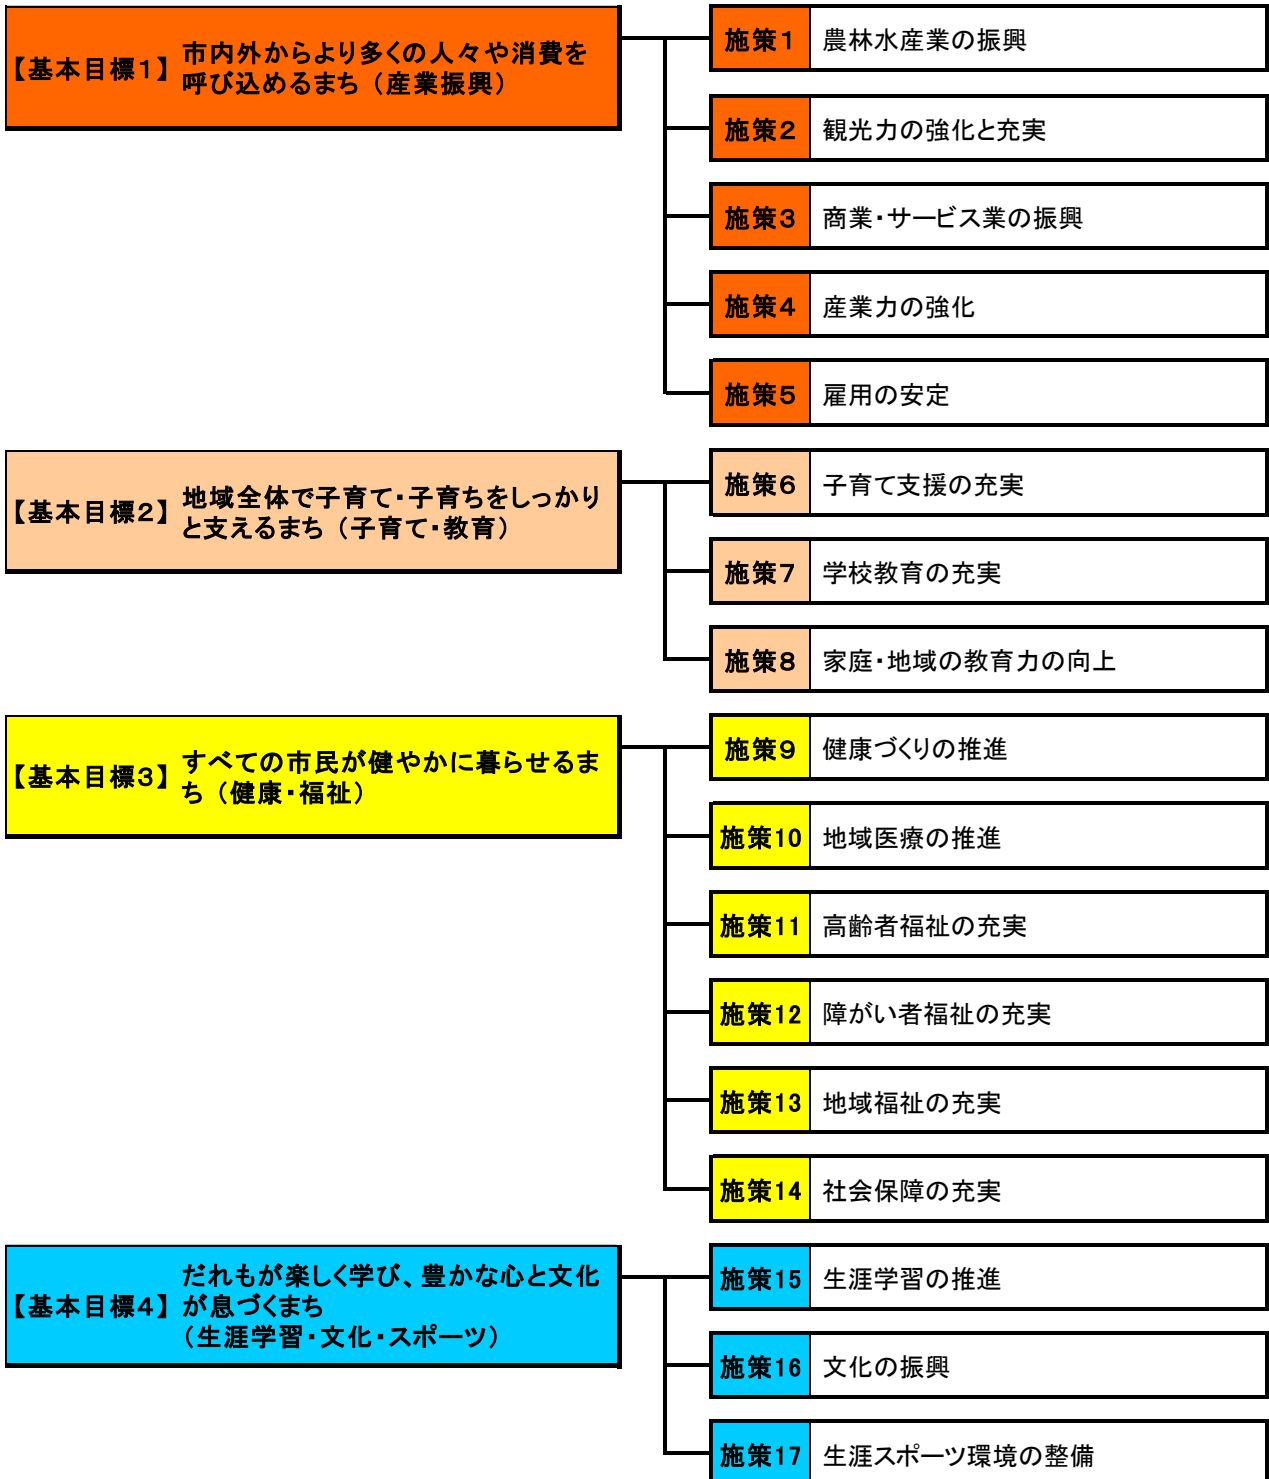 【基本目標1】
市内外からより多くの人々や消費を
呼び込めるまち（産業振興）
施策1 農林水産業の振興
施策2 観光力の強化と充実
施策3 商業・サービス業の振興
施策4 産業力の強化
施策5 雇用の安定
【基本目標2】
地域全体で子育て・子育ちをしっかり
と支えるまち（子育て・教育）
施策6 子育て支援の充実
施策7 学校教育の充実
施策8 家庭・地域の教育力の向上
【基本目標3】
すべての市民が健やかに暮らせるま
ち（健康・福祉）
施策9 健康づくりの推進
施策10 地域医療の推進
施策11 高齢者福祉の充実
施策12 障がい者福祉の充実
施策13 地域福祉の充実
施策14 社会保障の充実
【基本目標4】
だれもが楽しく学び、豊かな心と文化
が息づくまち
（生涯学習・文化・スポーツ）
施策15 生涯学習の推進
施策16 文化の振興
施策17 生涯スポーツ環境の整備